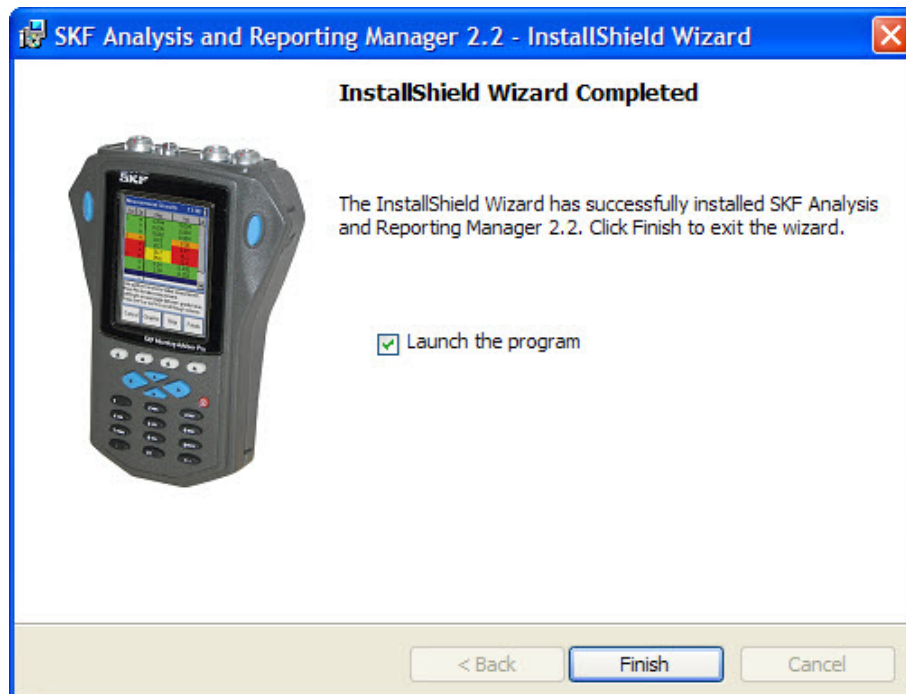 SKF Analysis and Reporting Manager 2.2 - InstallShield Wizard
InstallShield Wizard Completed
SKF
The InstallShield Wizard has successfully installed SKF Analysis
and Reporting Manager 2.2. Click Finish to exit the wizard.
Launch the program
< Back
Finish
Cancel